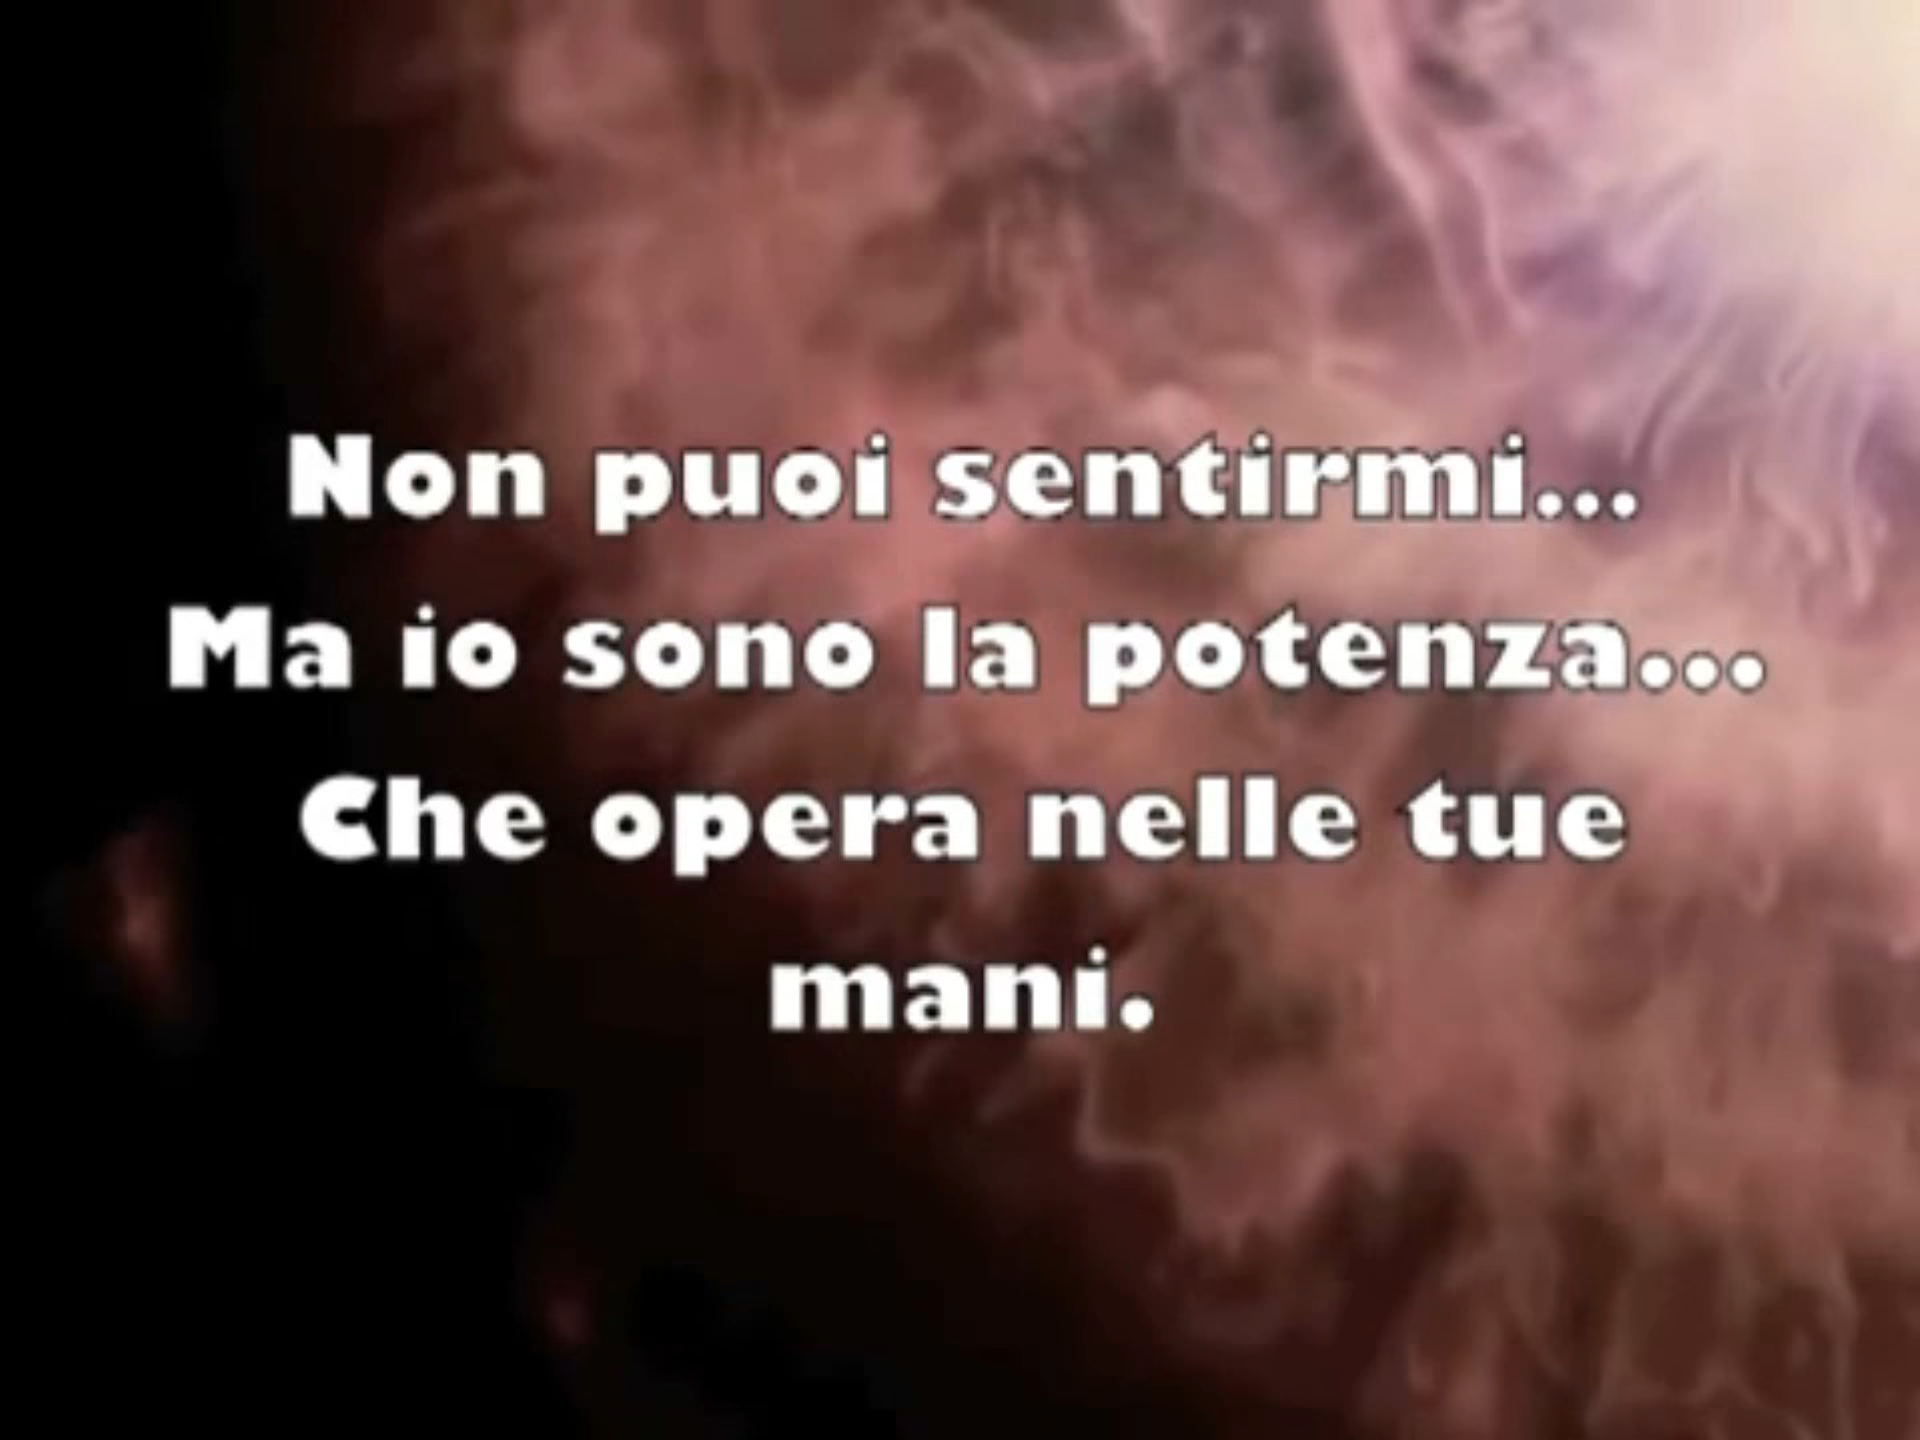 Non puoi sentirmi...
Ma io sono la potenza...
Che opera nelle tue
mani.